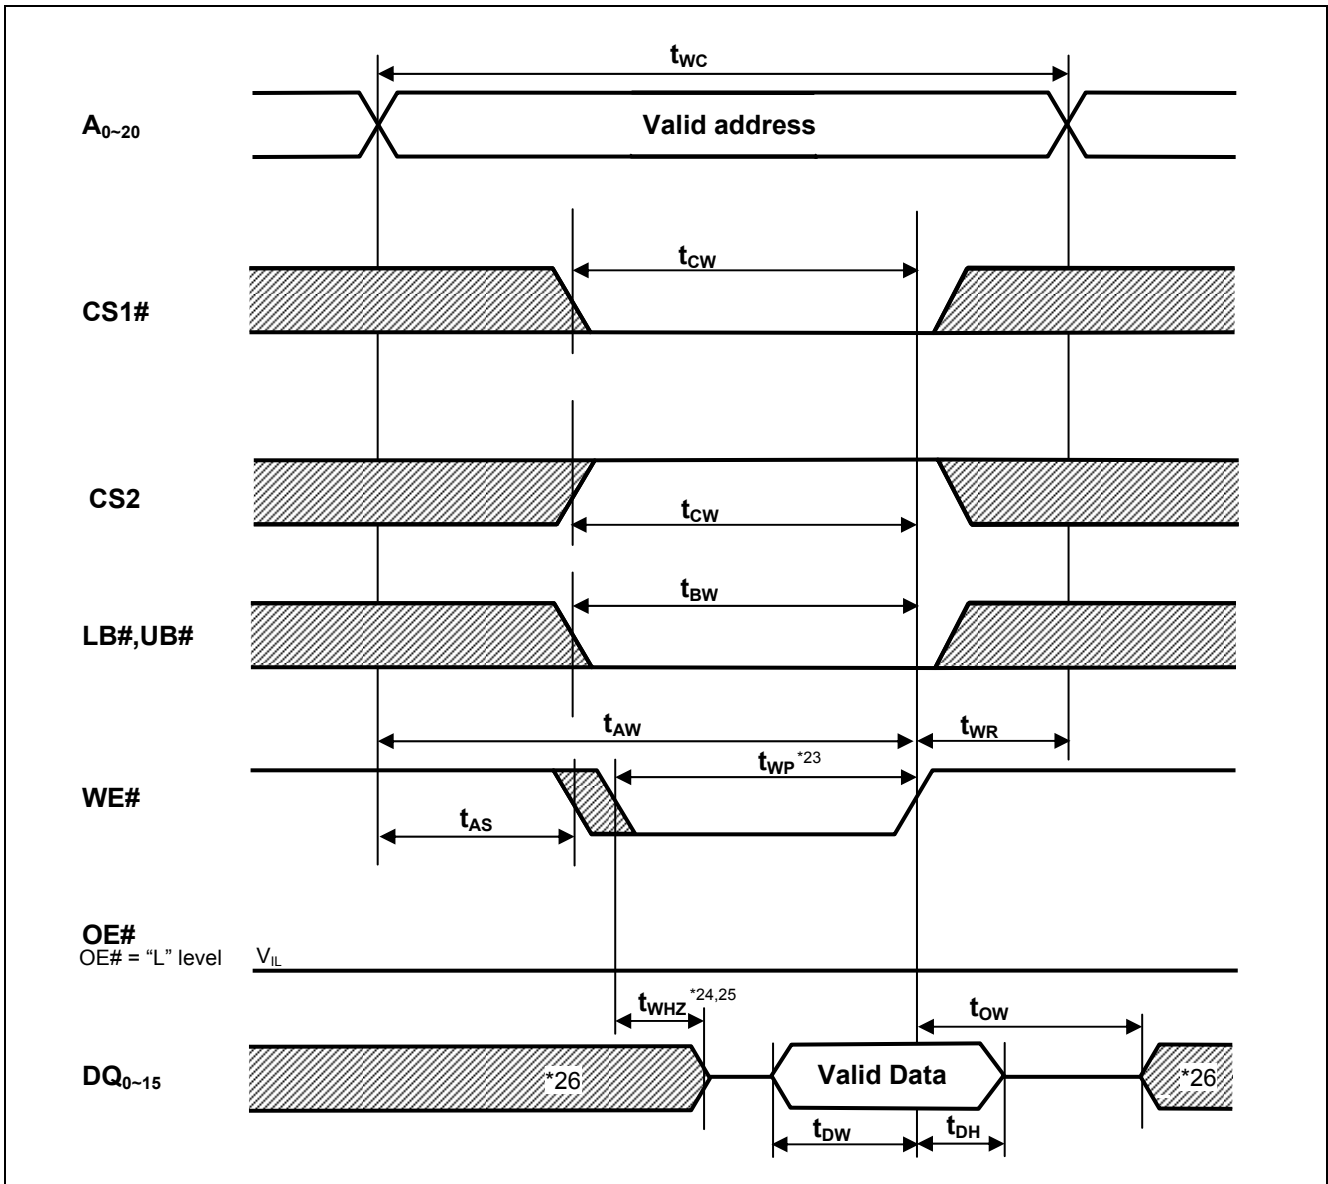 tWC
A0~20
Valid address
tCW
CS1#
CS2
tCW
tBW
LB#,UB#
tAW
tWR
tWP *23
WE#
tAS
OE#
OE# = “L” level VIL
tWHZ *24,25
tOW
DQ0~15
*26
Valid Data
*26
tDW
tDH